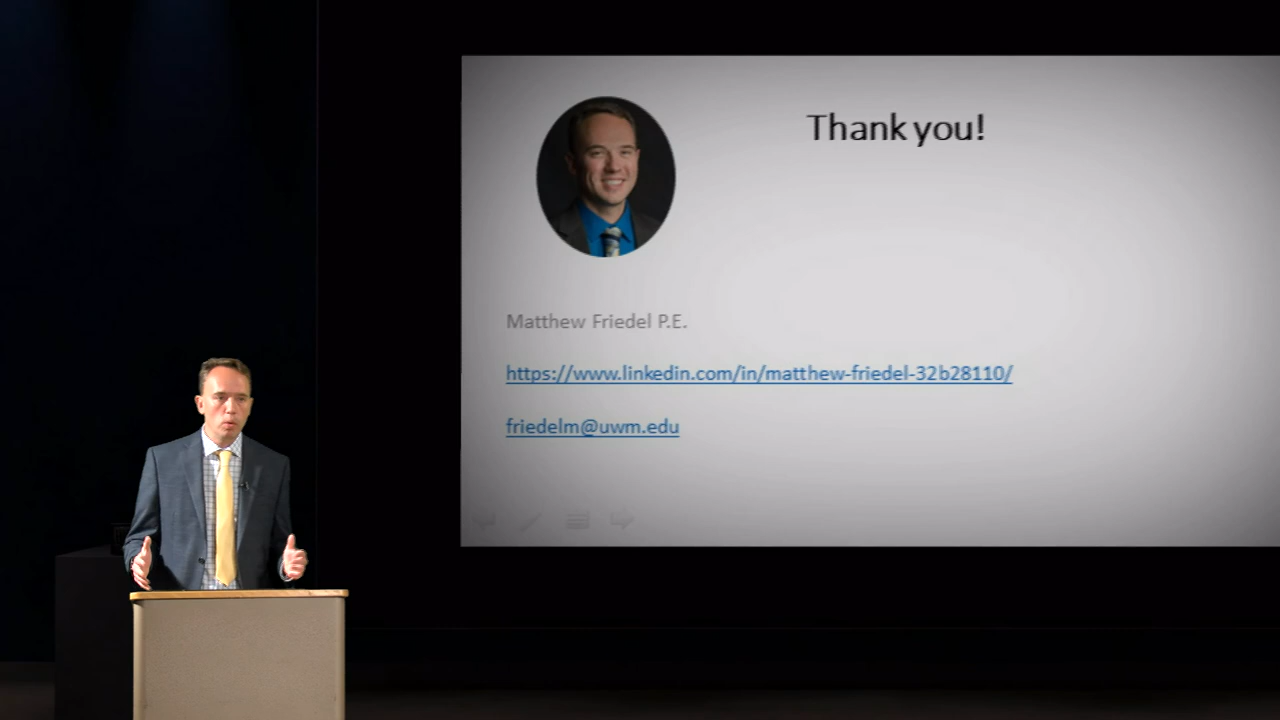 Thank you!
Matthew Friedel P.E.
https://www.linkedin.com/in/matthew-friedel-32b28110/
friedelm@uwm.edu